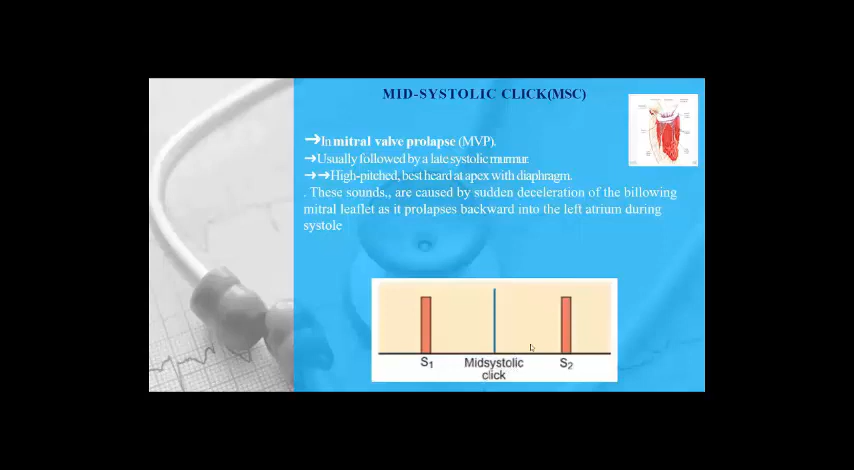 MID-SYSTOLIC CLICK(MSC)
➔In mitral valve prolapse (MVP).
➔Usually followed by a late systolic murmur.
➔➔High-pitched, best heard at apex with diaphragm.
. These sounds,, are caused by sudden deceleration of the billowing
mitral leaflet as it prolapses backward into the left atrium during
systole
S1
Midsystolic
click
S2